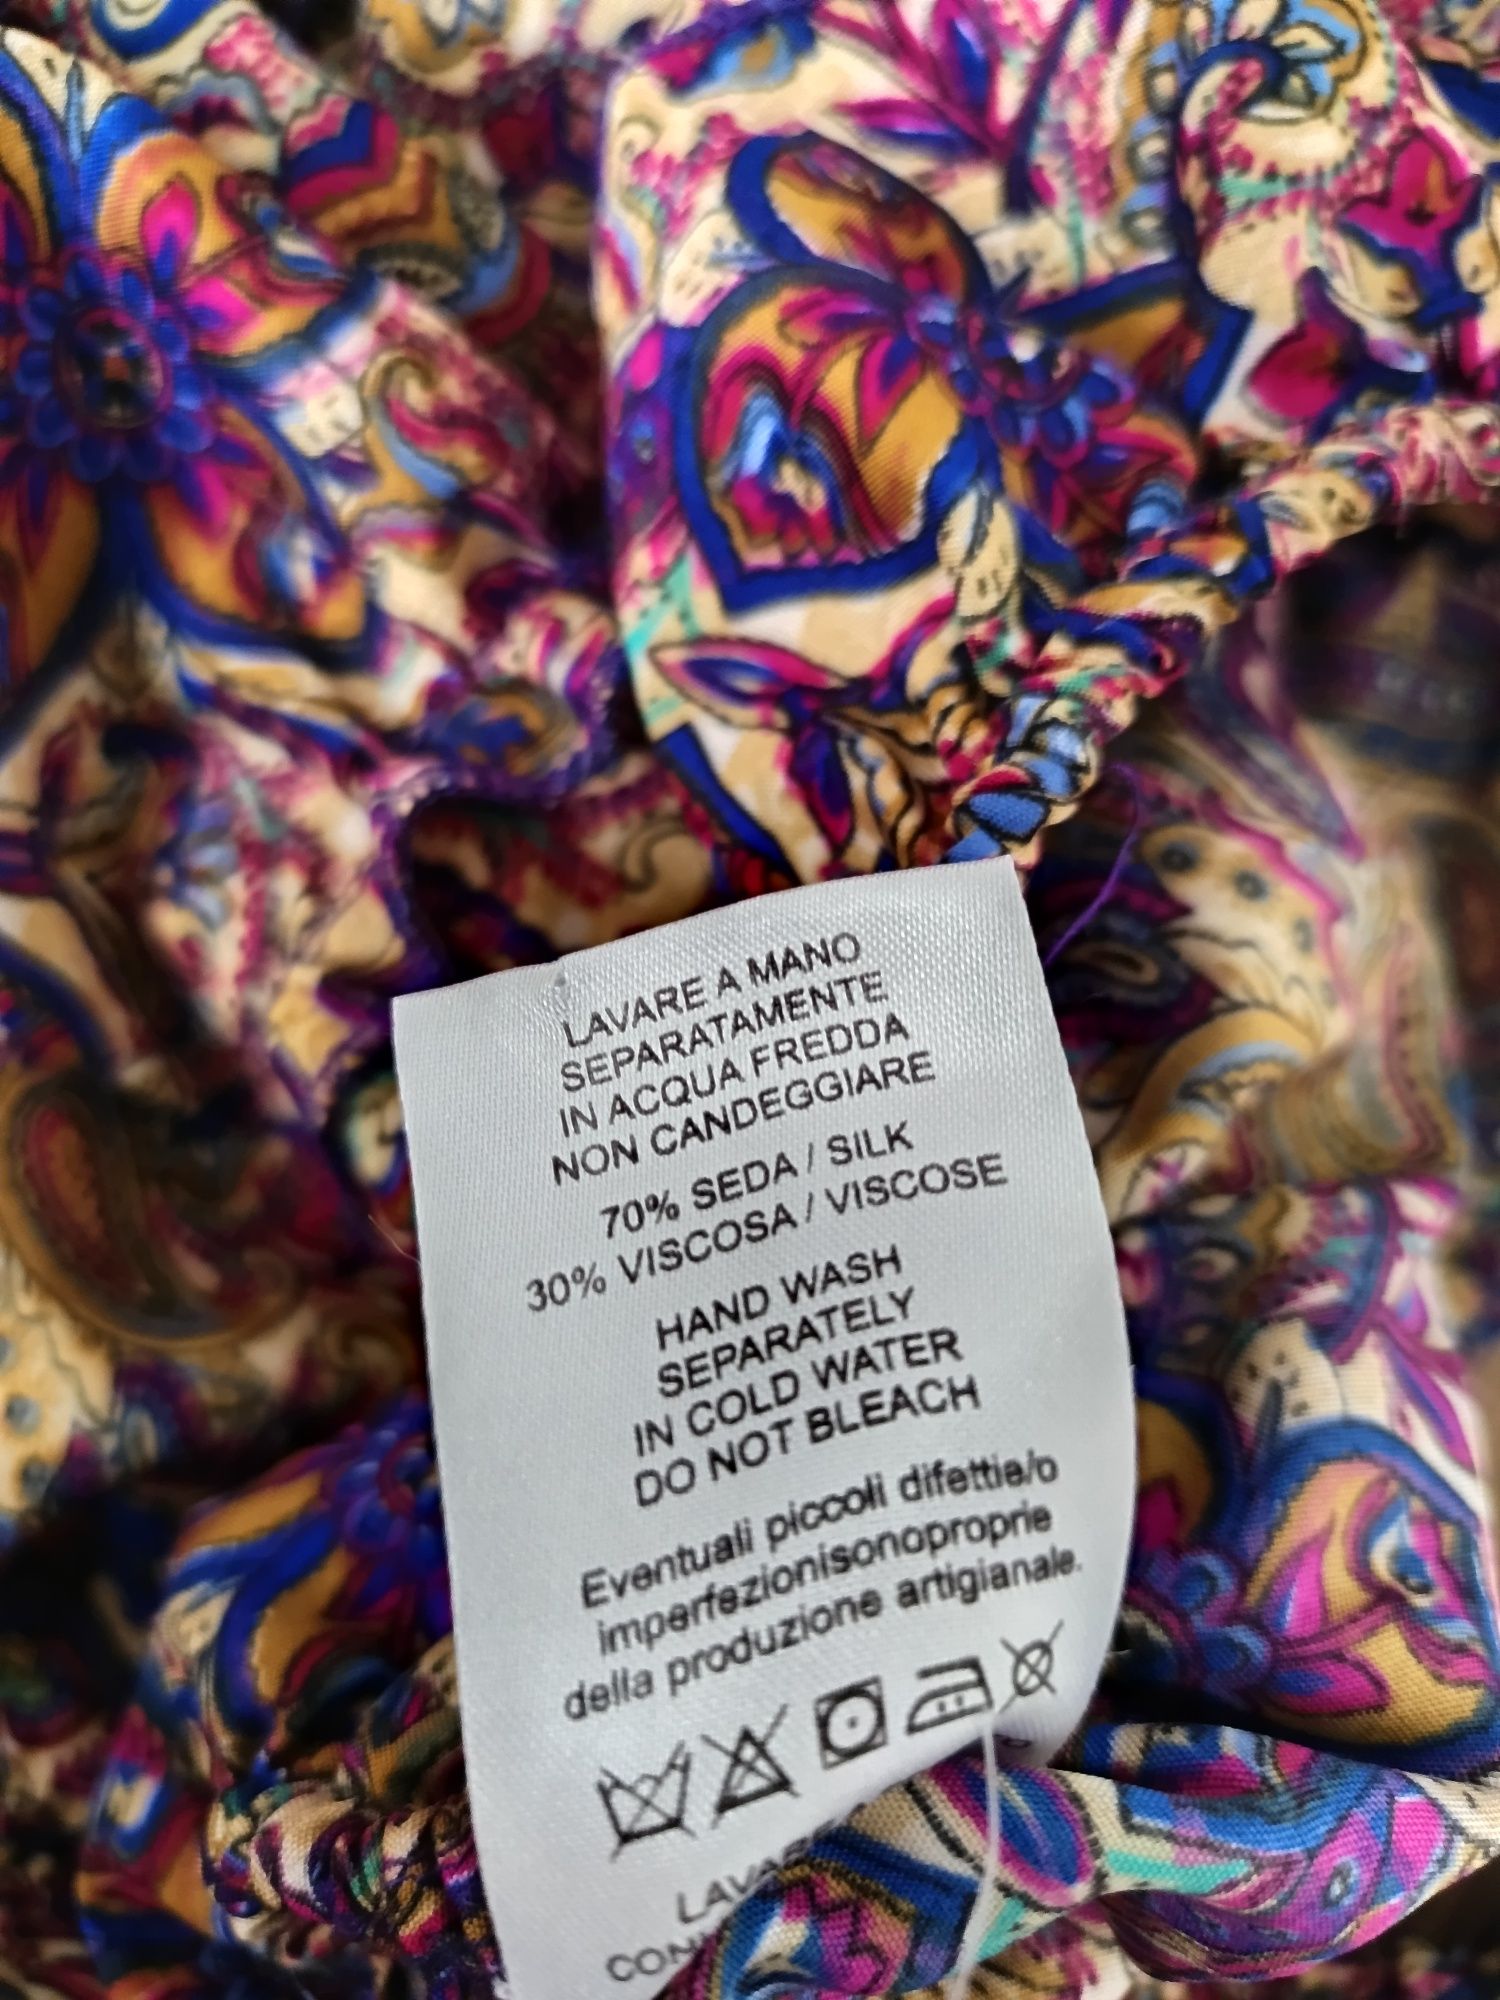 LAVARE A MANO
SEPARATAMENTE
IN ACQUA FREDDA
NON CANDEGGIARE
70% SEDA / SILK
30% VISCOSA / VISCOSE
HAND WASH
SEPARATELY
IN COLD WATER
DO NOT BLEACH
Eventuali piccoli difettie/o
imperfezionisonoproprie
della produzione artigianale.